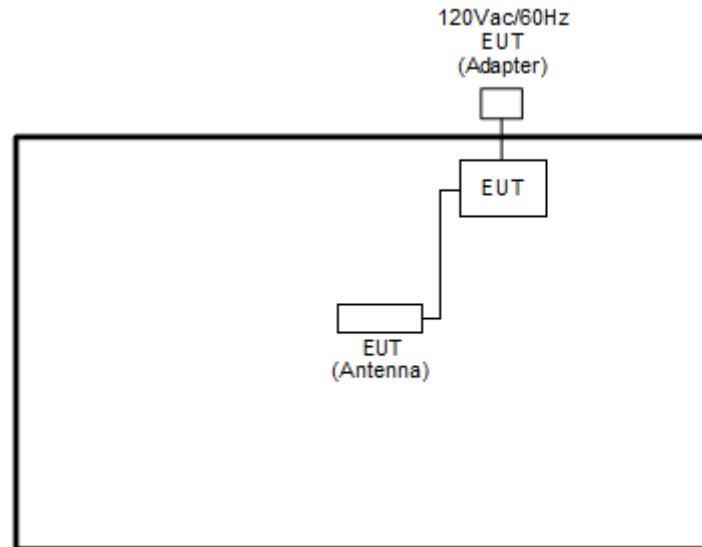 120Vac/60Hz
EUT
(Adapter)
EUT
EUT
(Antenna)